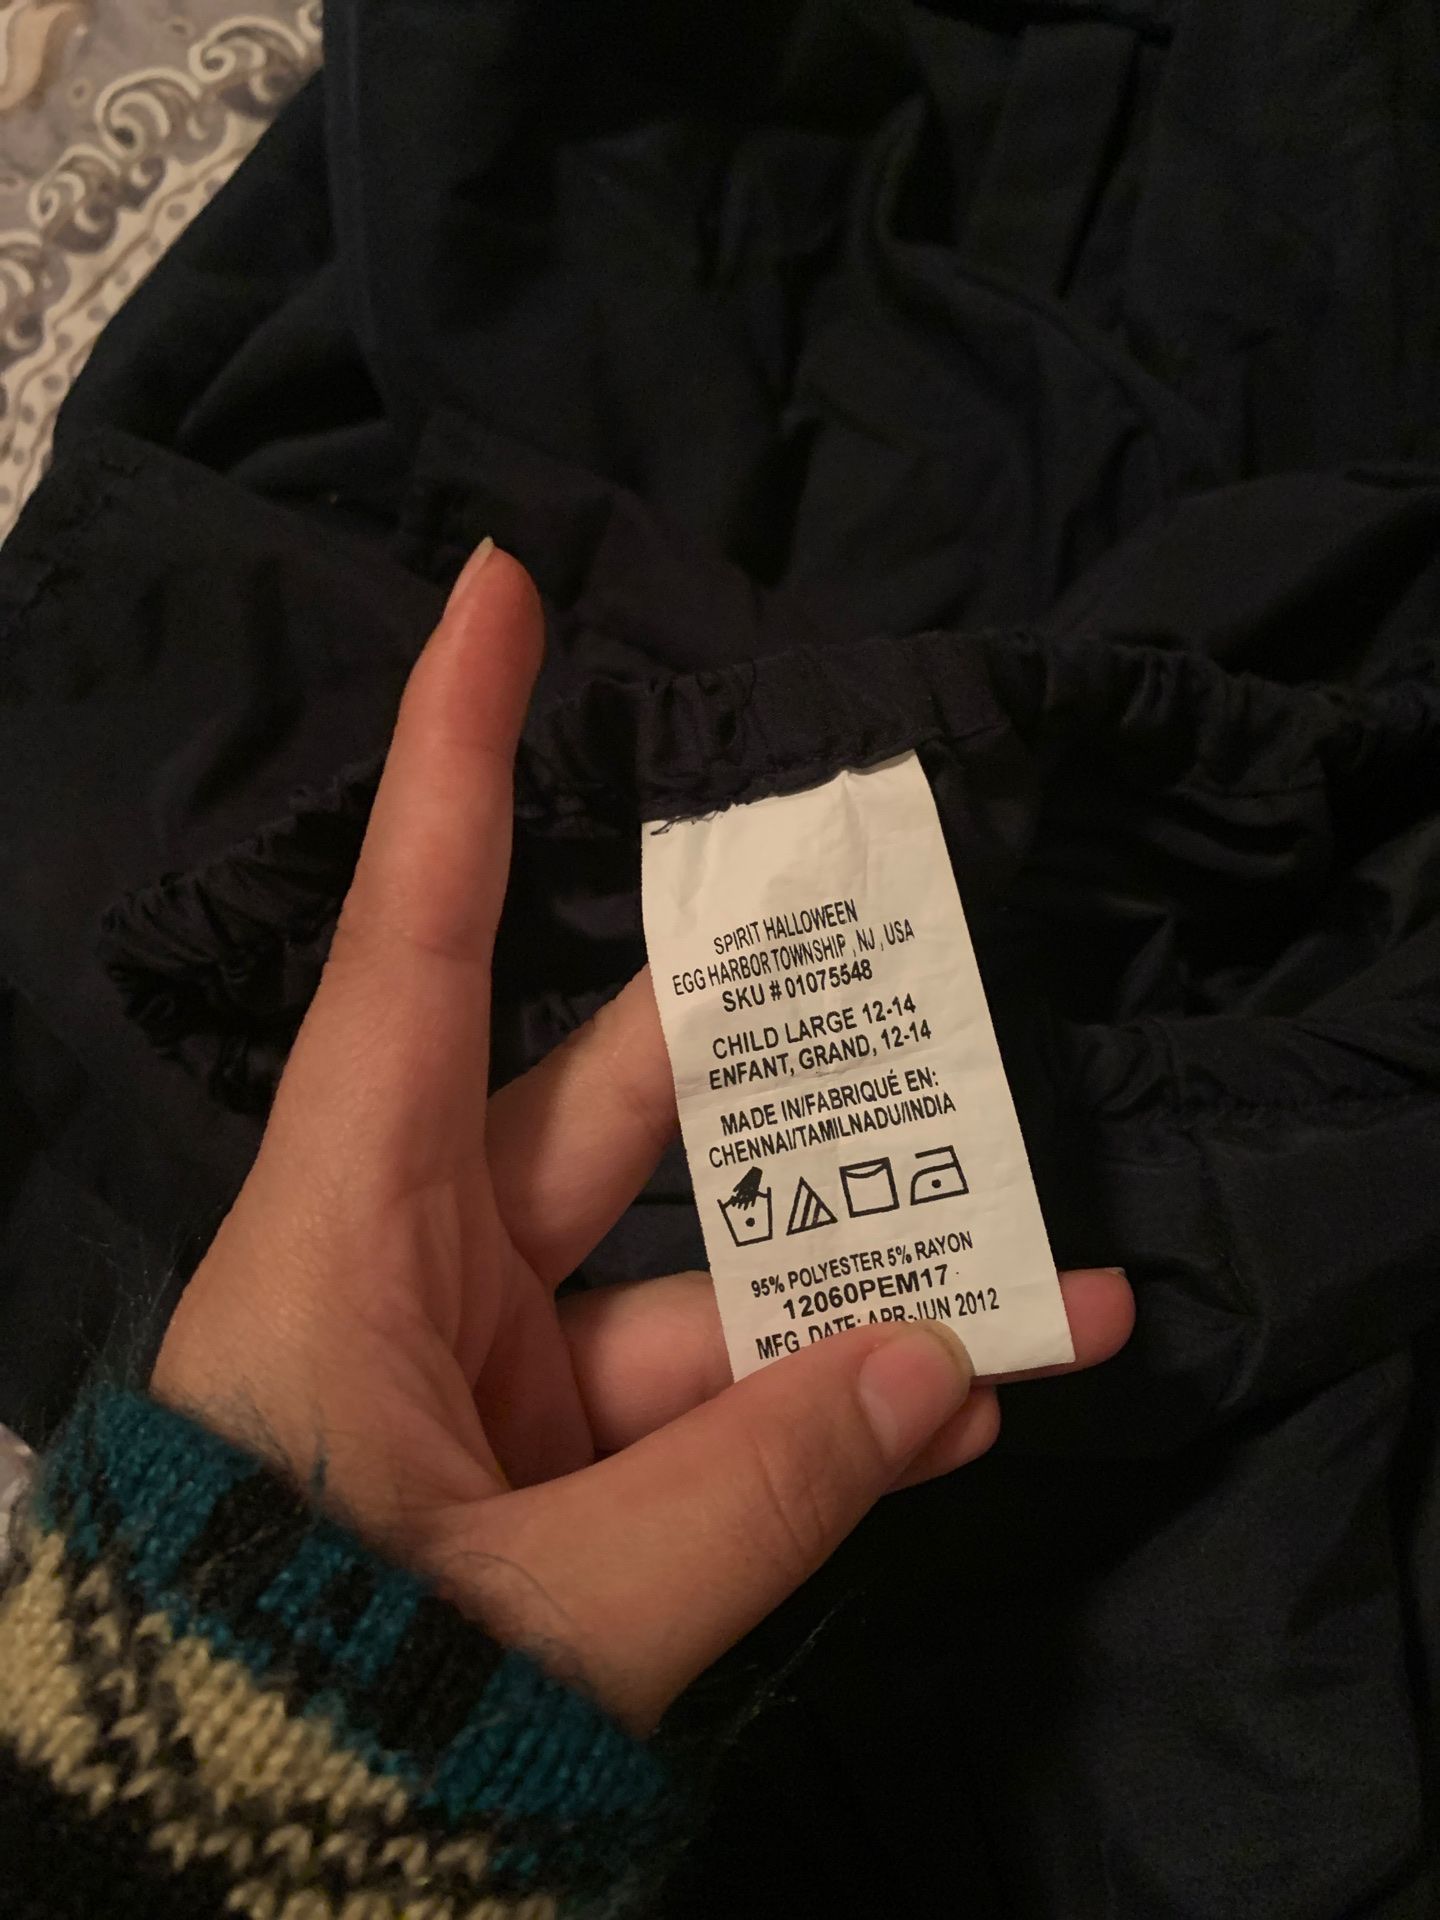 SPIRIT HALLOWEEN
EGG HARBOR TOWNSHIP , NJ , USA
SKU # 01075548
CHILD LARGE 12-14
ENFANT, GRAND, 12-14
MADE IN/FABRIQUÉ EN:
CHENNAI/TAMILNADU/INDIA
95% POLYESTER 5% RAYON
12060PEM17
MFG. DATE: APR-JUN 2012